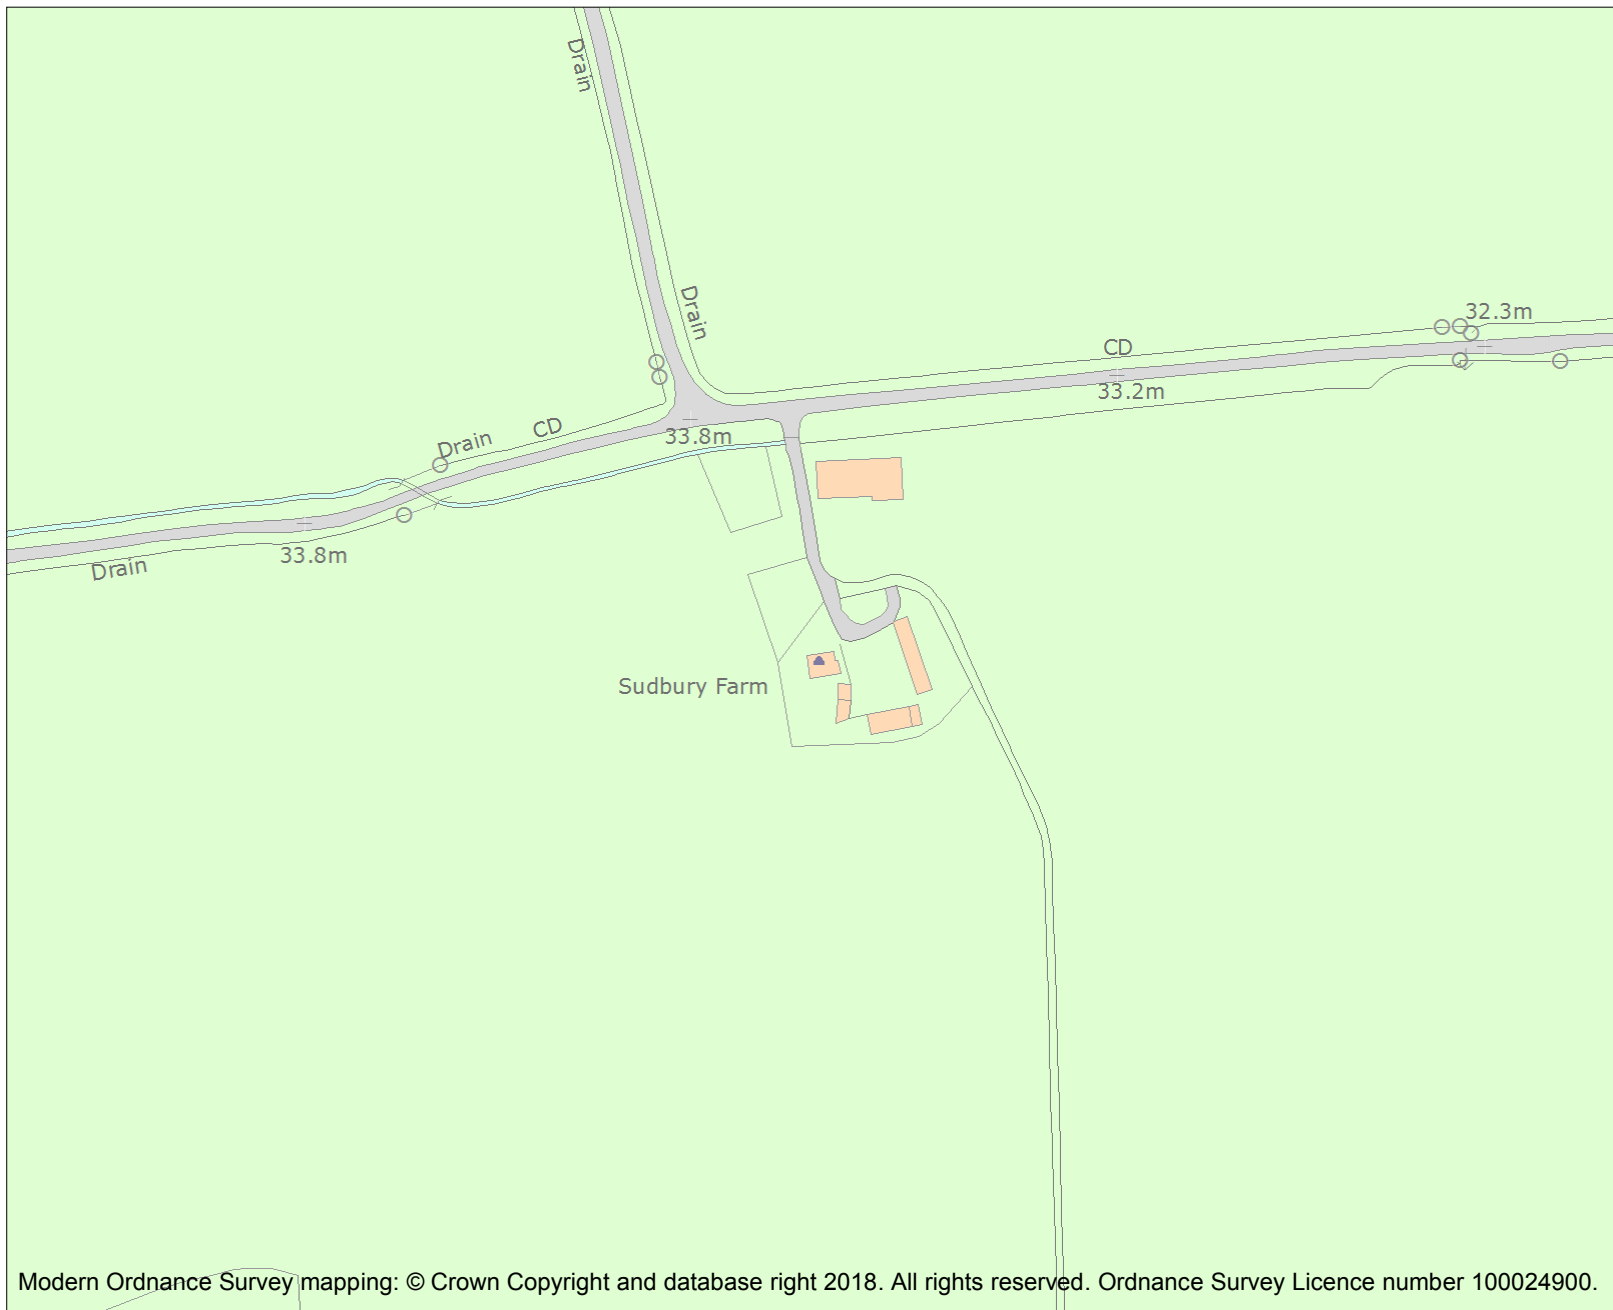 Drain
Drain
32.3m
CD
33.2m
CD
33.8m
Drain
33.8m
Drain
Sudbury Farm
Modern Ordnance Survey mapping: © Crown Copyright and database right 2018. All rights reserved. Ordnance Survey Licence number 100024900.